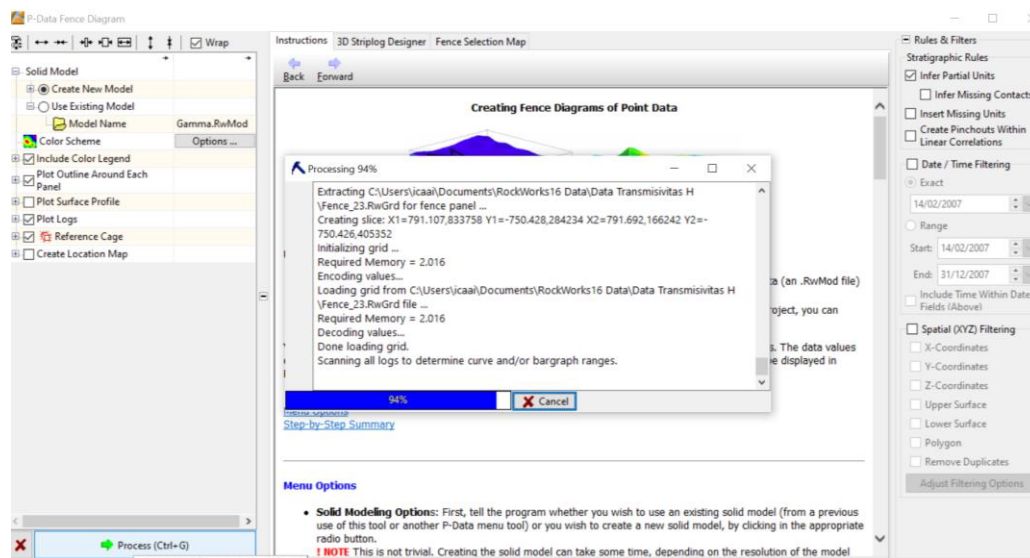 P-Data Fence Diagram
Wrap
Solid Model
Create New Model
Use Existing Model
Model Name Gamma.RwMod
Color Scheme Options ...
Include Color Legend
Plot Outline Around Each
Panel
Plot Surface Profile
Plot Logs
Reference Cage
Create Location Map
Process (Ctrl+G)
Instructions 3D Striplog Designer Fence Selection Map
Back Forward
Creating Fence Diagrams of Point Data
Processing 94%
Extracting C:\Users\icaai\Documents\RockWorks16 Data\Data Transmisivitas H
\Fence_23.RwGrd for fence panel ...
Creating slice: X1=791.107,833758 Y1=-750.428,284234 X2=791.692,166242 Y2=-
750.426,405352
Initializing grid ...
Required Memory = 2.016
Encoding values...
Loading grid from C:\Users\icaai\Documents\RockWorks16 Data\Data Transmisivitas H
\Fence_23.RwGrd file ...
Required Memory = 2.016
Decoding values...
Done loading grid.
Scanning all logs to determine curve and/or bargraph ranges.
94%
Cancel
(an .RwMod file)
roject, you can
s. The data values
e displayed in
Menu Options
Step-by-Step Summary
Menu Options
Solid Modeling Options: First, tell the program whether you wish to use an existing solid model (from a previous
use of this tool or another P-Data menu tool) or you wish to create a new solid model, by clicking in the appropriate
radio button.
! NOTE This is not trivial. Creating the solid model can take some time, depending on the resolution of the model
Rules & Filters
Stratigraphic Rules
Infer Partial Units
Infer Missing Contacts
Insert Missing Units
Create Pinchouts Within
Linear Correlations
Date / Time Filtering
Exact
14/02/2007
Range
Start: 14/02/2007
End: 31/12/2007
Include Time Within Date
Fields (Above)
Spatial (XYZ) Filtering
X-Coordinates
Y-Coordinates
Z-Coordinates
Upper Surface
Lower Surface
Polygon
Remove Duplicates
Adjust Filtering Options